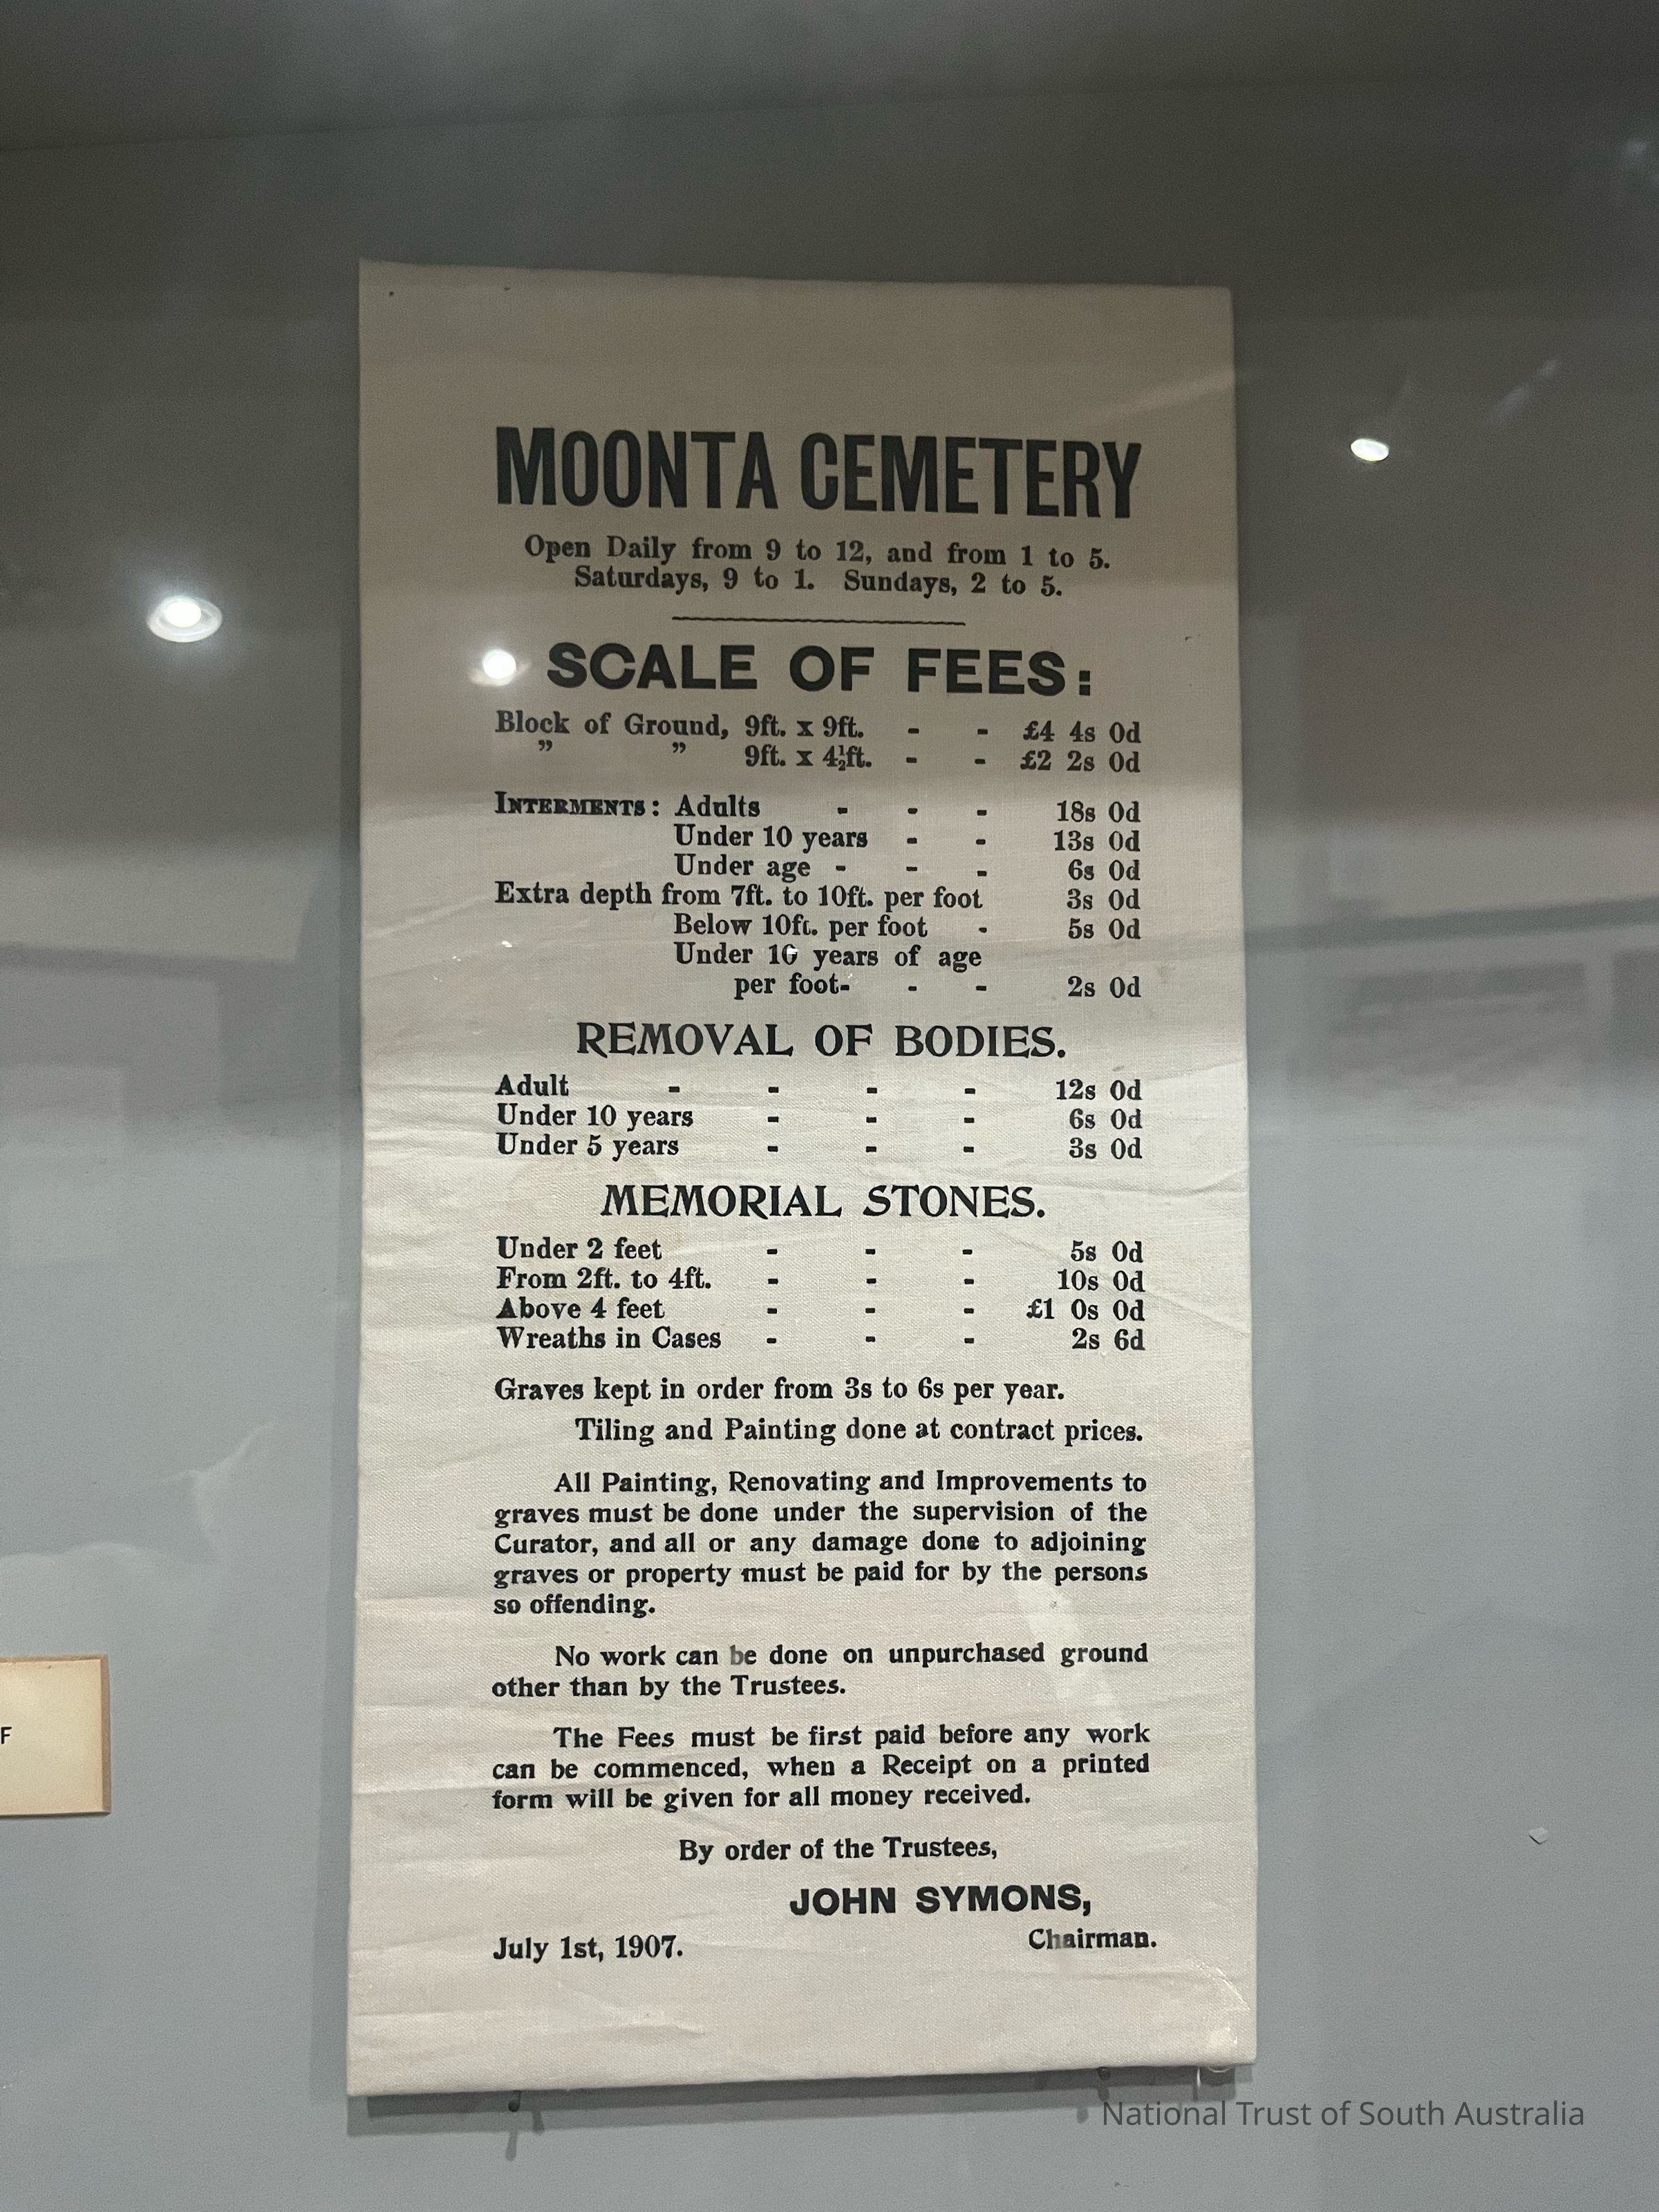 MOONTA CEMETERY
Open Daily from 9 to 12, and from 1 to 5.
Saturdays, 9 to 1. Sundays, 2 to 5.
SCALE OF FEES:
Block of Ground, 9ft. x 9ft. - - £4 4s 0d
” ” 9ft. x 4½ft. - - £2 2s 0d
INTERMENTS: Adults - - - 18s 0d
Under 10 years - - 13s 0d
Under age - - - 6s 0d
Extra depth from 7ft. to 10ft. per foot 3s 0d
Below 10ft. per foot - 5s 0d
Under 10 years of age
per foot- - - 2s 0d
REMOVAL OF BODIES.
Adult - - - - 12s 0d
Under 10 years - - - 6s 0d
Under 5 years - - - 3s 0d
MEMORIAL STONES.
Under 2 feet - - - 5s 0d
From 2ft. to 4ft. - - - 10s 0d
Above 4 feet - - - £1 0s 0d
Wreaths in Cases - - - 2s 6d
Graves kept in order from 3s to 6s per year.
Tiling and Painting done at contract prices.
All Painting, Renovating and Improvements to
graves must be done under the supervision of the
Curator, and all or any damage done to adjoining
graves or property must be paid for by the persons
so offending.
No work can be done on unpurchased ground
other than by the Trustees.
The Fees must be first paid before any work
can be commenced, when a Receipt on a printed
form will be given for all money received.
By order of the Trustees,
JOHN SYMONS,
Chairman.
July 1st, 1907.
F
National Trust of South Australia